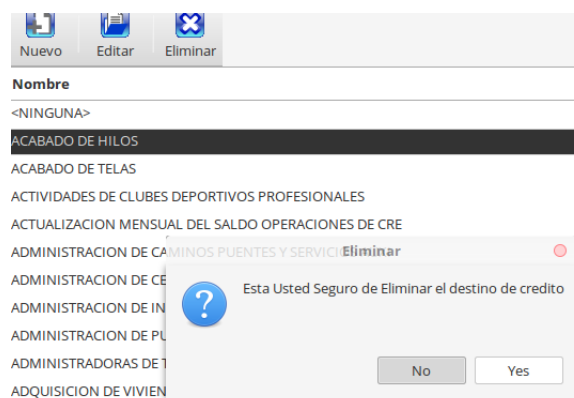 Nuevo Editar Eliminar
Nombre
<NINGUNA>
ACABADO DE HILOS
ACABADO DE TELAS
ACTIVIDADES DE CLUBES DEPORTIVOS PROFESIONALES
ACTUALIZACION MENSUAL DEL SALDO OPERACIONES DE CRE
ADMINISTRACION DE CAMINOS PUENTES Y
Eliminar
ADMINISTRACION DE CE
Esta Usted Seguro de Eliminar el destino de credito
ADMINISTRACION DE IN
ADMINISTRACION DE PU
ADMINISTRADORAS DE T
No Yes
ADQUISICION DE VIVIEN